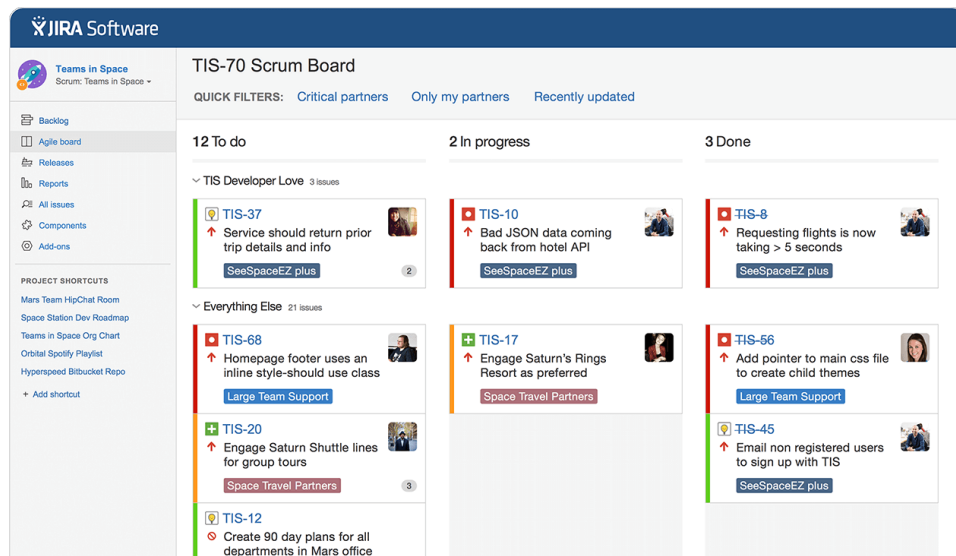 JIRA Software
Teams in Space
Scrum: Teams in Space
Backlog
Agile board
Releases
Reports
All issues
Components
Add-ons
PROJECT SHORTCUTS
Mars Team HipChat Room
Space Station Dev Roadmap
Teams in Space Org Chart
Orbital Spotify Playlist
Hyperspeed Bitbucket Repo
+ Add shortcut
TIS-70 Scrum Board
QUICK FILTERS: Critical partners Only my partners Recently updated
12 To do
2 In progress
3 Done
TIS Developer Love 3 issues
TIS-37
Service should return prior
trip details and info
SeeSpaceEZ plus
2
TIS-10
Bad JSON data coming
back from hotel API
SeeSpaceEZ plus
TIS-8
Requesting flights is now
taking > 5 seconds
SeeSpaceEZ plus
Everything Else 21 issues
TIS-68
Homepage footer uses an
inline style-should use class
Large Team Support
TIS-17
Engage Saturn's Rings
Resort as preferred
Space Travel Partners
TIS-56
Add pointer to main css file
to create child themes
Large Team Support
TIS-20
Engage Saturn Shuttle lines
for group tours
Space Travel Partners
3
TIS-45
Email non registered users
to sign up with TIS
SeeSpaceEZ plus
TIS-12
Create 90 day plans for all
departments in Mars office